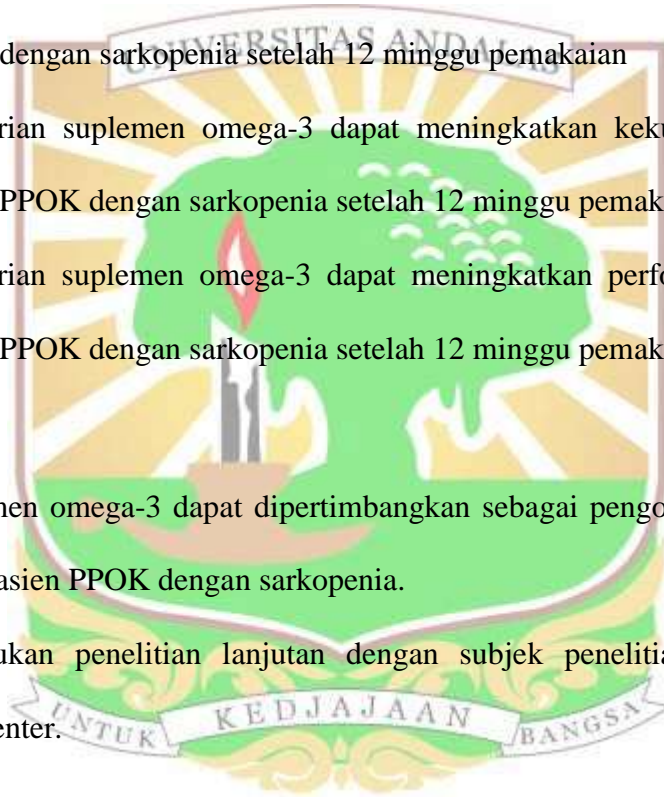 UNIVERSITAS ANDALAS
dengan sarkopenia setelah 12 minggu pemakaian
rian suplemen omega-3 dapat meningkatkan keku
PPOK dengan sarkopenia setelah 12 minggu pemak
rian suplemen omega-3 dapat meningkatkan perfo
PPOK dengan sarkopenia setelah 12 minggu pemak
nen omega-3 dapat dipertimbangkan sebagai pengo
asien PPOK dengan sarkopenia.
ukan penelitian lanjutan dengan subjek penelitia
enter.
UNTUK KEDJAJAAN BANGSA